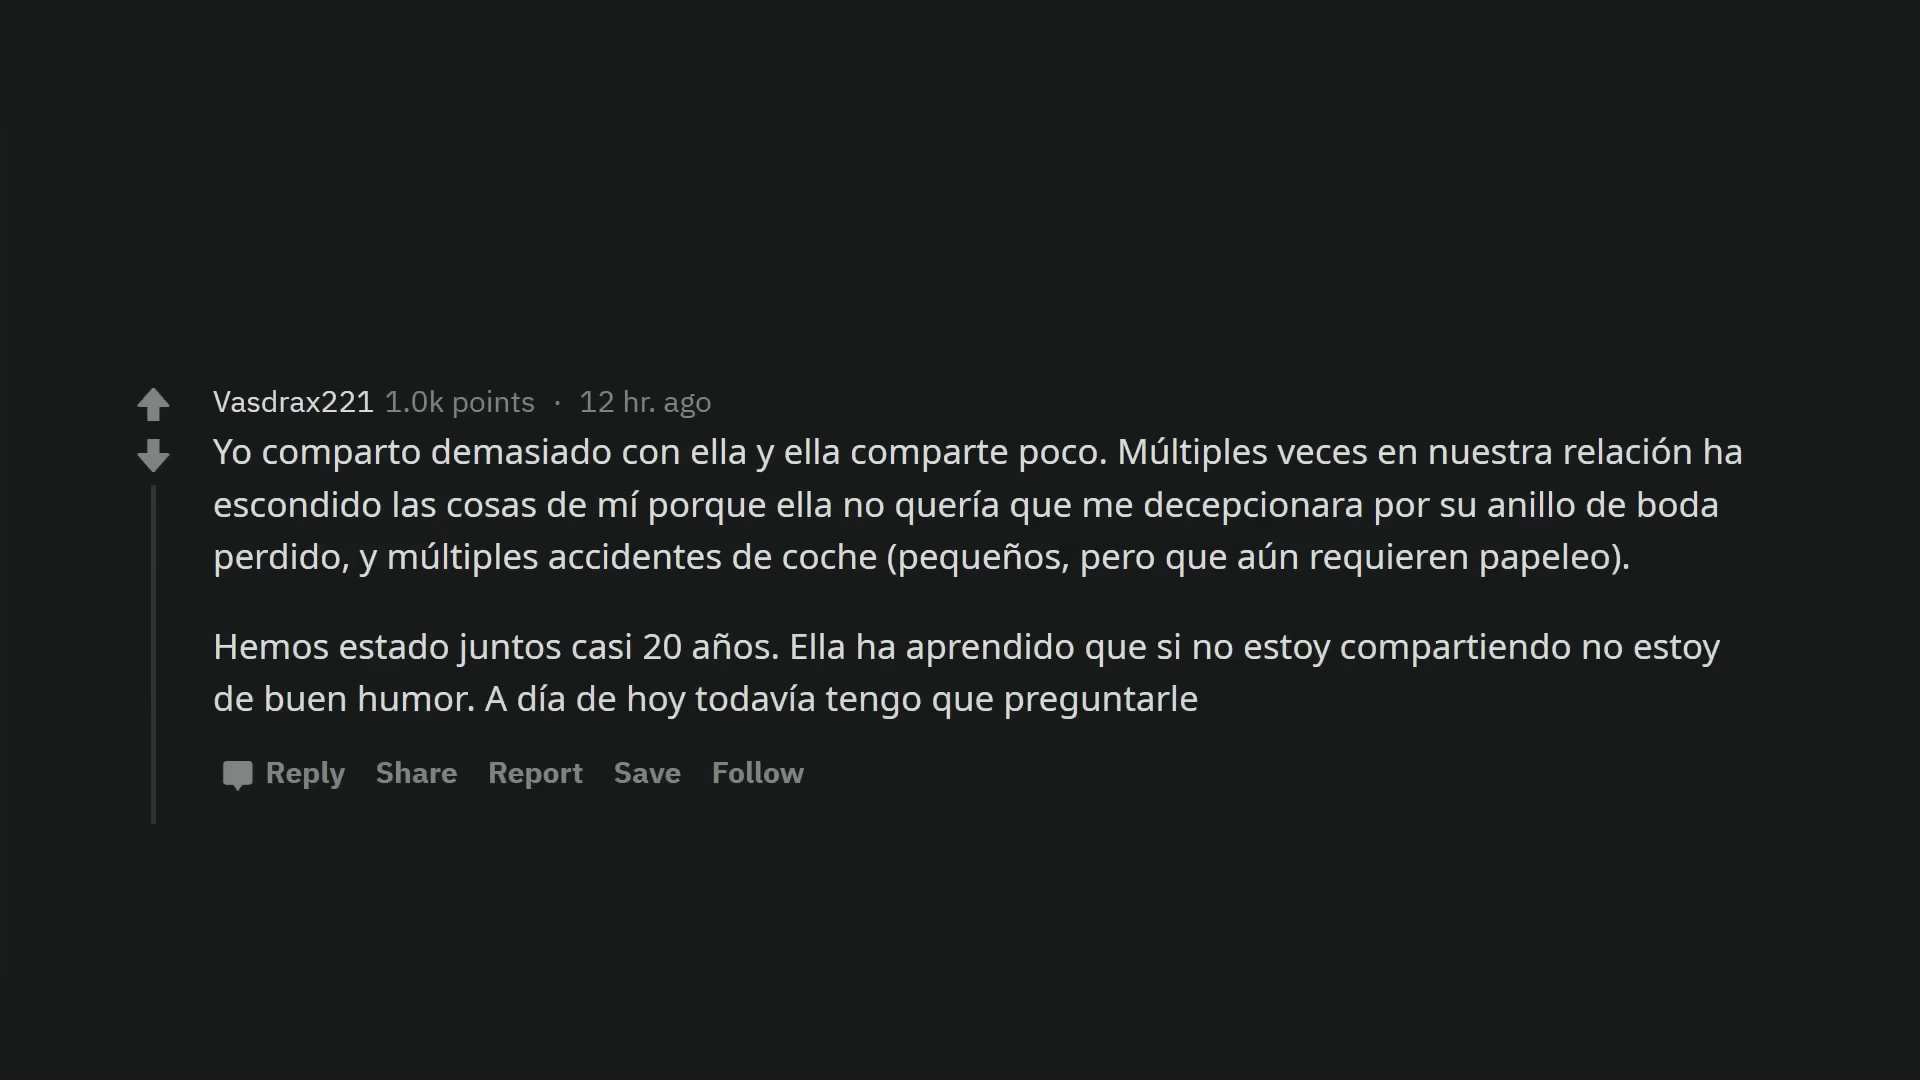 Vasdrax221 1.0k points · 12 hr. ago
Yo comparto demasiado con ella y ella comparte poco. Múltiples veces en nuestra relación ha
escondido las cosas de mí porque ella no quería que me decepcionara por su anillo de boda
perdido, y múltiples accidentes de coche (pequeños, pero que aún requieren papeleo).
Hemos estado juntos casi 20 años. Ella ha aprendido que si no estoy compartiendo no estoy
de buen humor. A día de hoy todavía tengo que preguntarle
Reply Share Report Save Follow